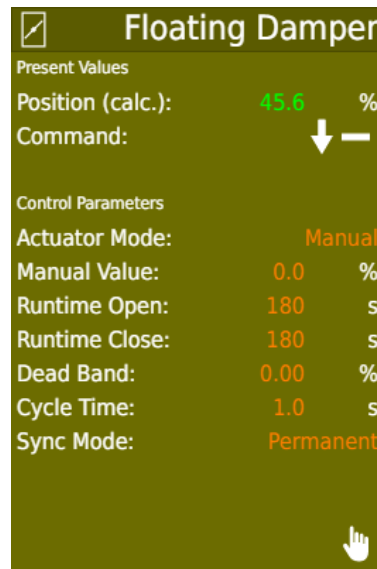 Floating Damper
Present Values
Position (calc.): 45.6 %
Command:
Control Parameters
Actuator Mode: Manual
Manual Value: 0.0 %
Runtime Open: 180 s
Runtime Close: 180 s
Dead Band: 0.00 %
Cycle Time: 1.0 s
Sync Mode: Permanent